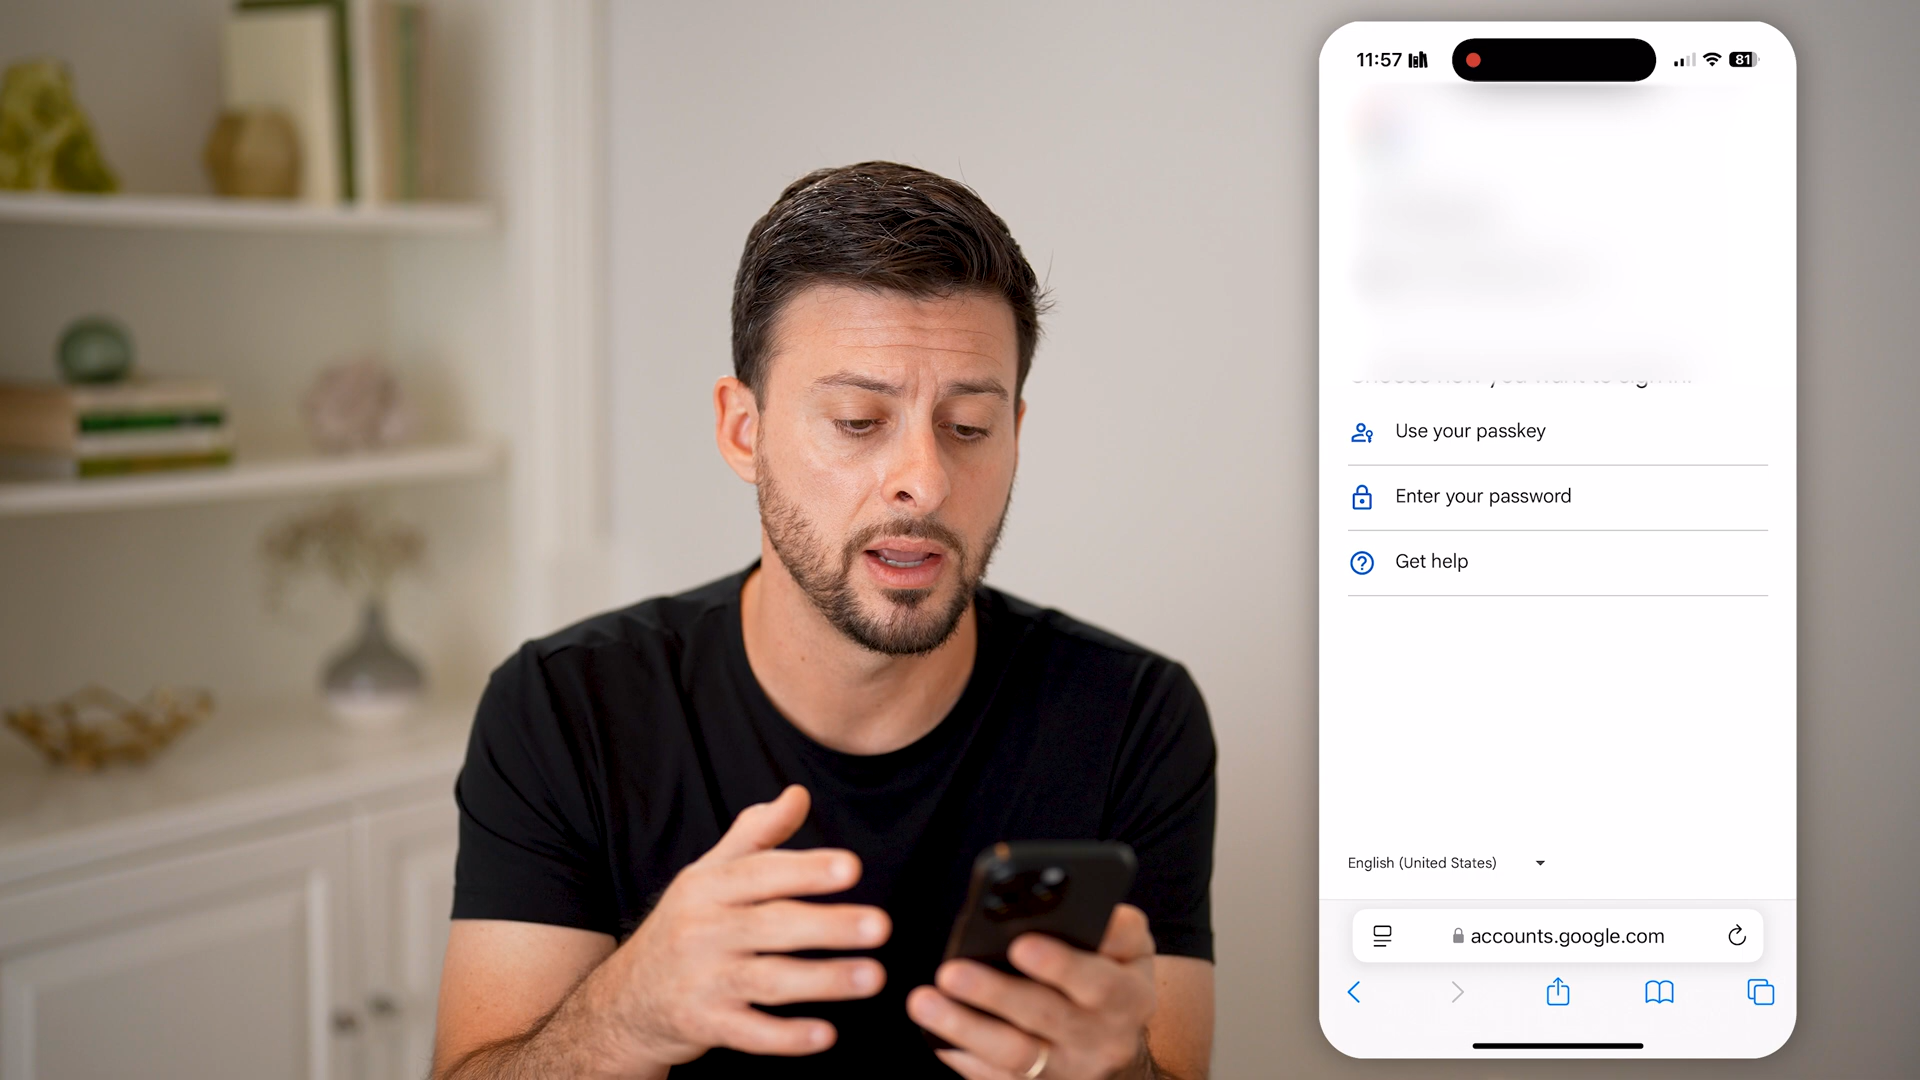 11:57
81
Use your passkey
Enter your password
Get help
English (United States)
accounts.google.com